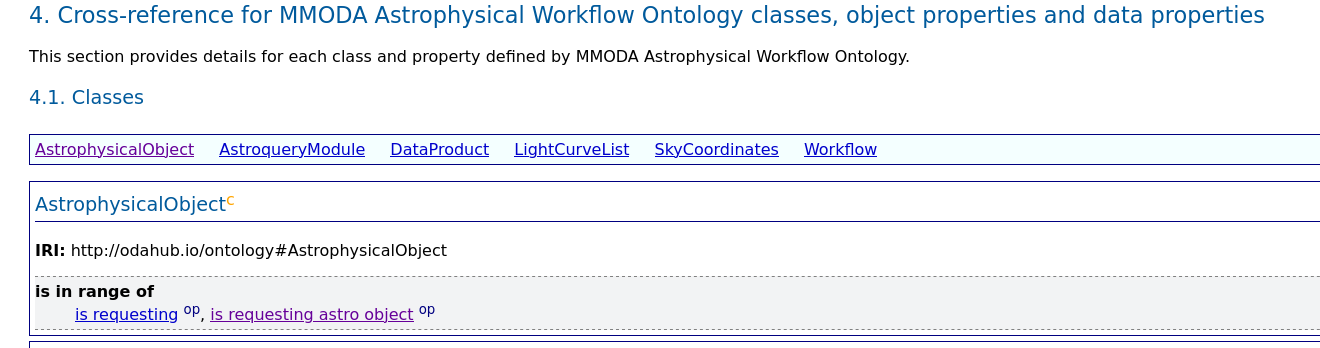 4. Cross-reference for MMODA Astrophysical Workflow Ontology classes, object properties and data properties
This section provides details for each class and property defined by MMODA Astrophysical Workflow Ontology.
4.1. Classes
AstrophysicalObject AstroqueryModule DataProduct LightCurveList SkyCoordinates Workflow
AstrophysicalObject c
IRI: http://odahub.io/ontology#AstrophysicalObject
is in range of
is requesting op, is requesting astro object op